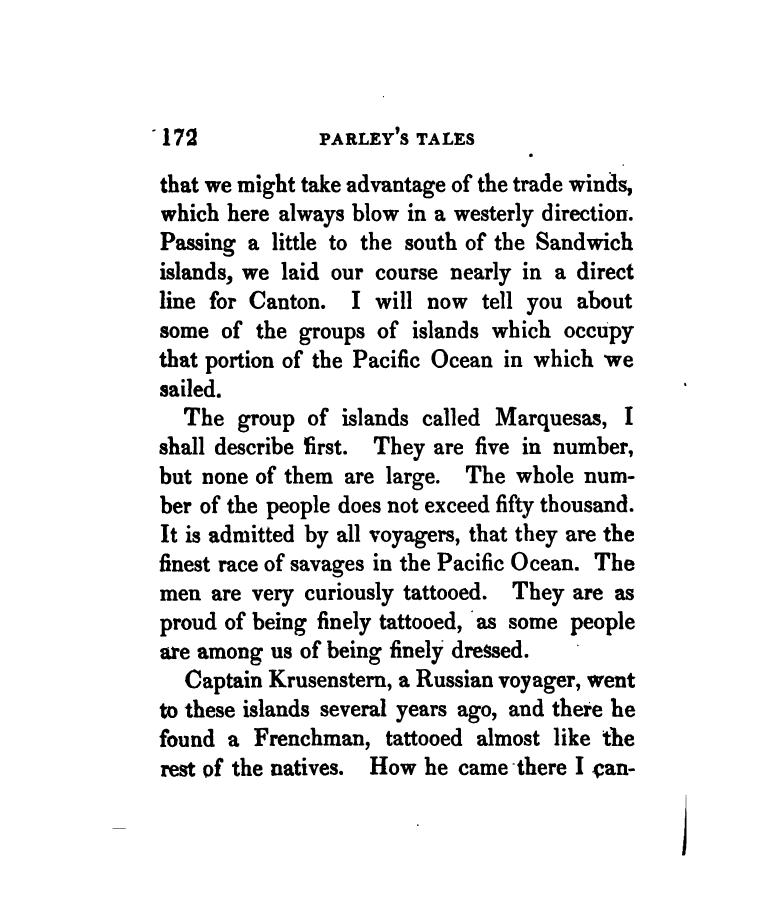 172 PARLEY'S TALES
that we might take advantage of the trade winds,
which here always blow in a westerly direction.
Passing a little to the south of the Sandwich
islands, we laid our course nearly in a direct
line for Canton. I will now tell you about
some of the groups of islands which occupy
that portion of the Pacific Ocean in which we
sailed.
The group of islands called Marquesas, I
shall describe first. They are five in number,
but none of them are large. The whole num-
ber of the people does not exceed fifty thousand.
It is admitted by all voyagers, that they are the
finest race of savages in the Pacific Ocean. The
men are very curiously tattooed. They are as
proud of being finely tattooed, as some people
are among us of being finely dressed.
Captain Krusenstern, a Russian voyager, went
to these islands several years ago, and there he
found a Frenchman, tattooed almost like the
rest of the natives. How he came there I can-